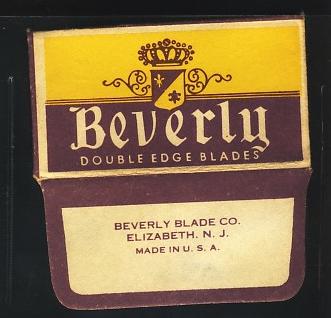 Beverly
DOUBLE EDGE BLADES
BEVERLY BLADE CO.
ELIZABETH, N. J.
MADE IN U. S. A.